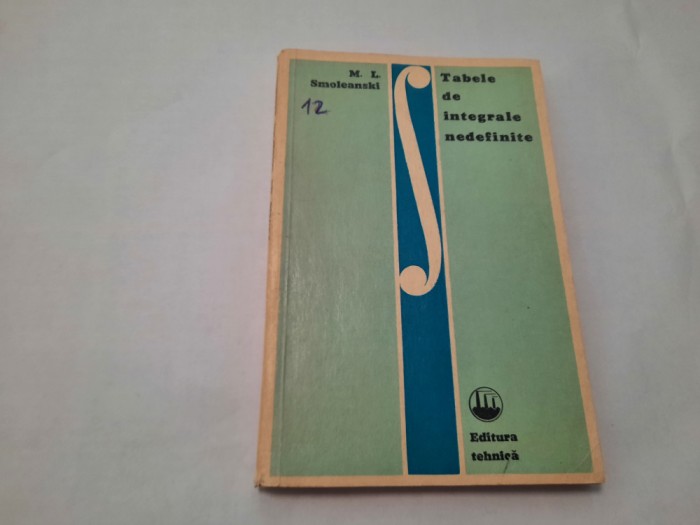 M. L.
Smoleanski
12
Tabele
de
integrale
nedefinite
Editura
tehnică